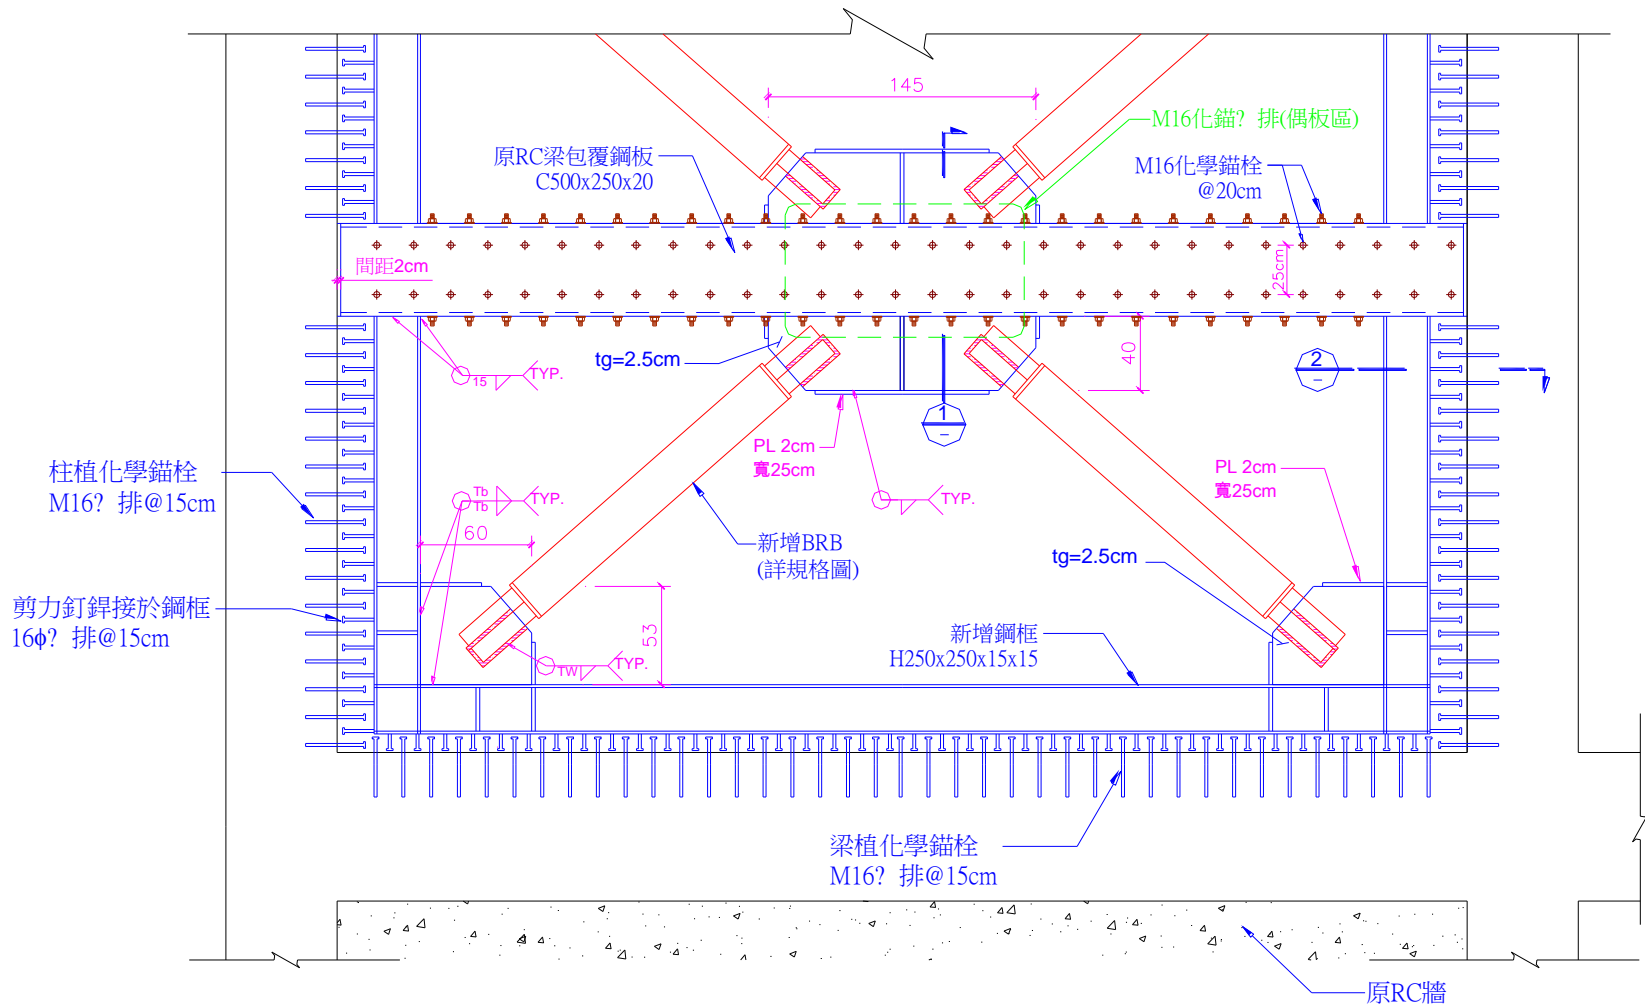 145
M16化錨? 排(偶板區)
原RC梁包覆鋼板
C500x250x20
M16化學錨栓
@20cm
間距2cm
25cm
tg=2.5cm
40
15
TYP.
2
–
1
–
PL 2cm
寬25cm
PL 2cm
寬25cm
柱植化學錨栓
M16? 排@15cm
Tb
Tb
TYP.
TYP.
60
新增BRB
(詳規格圖)
tg=2.5cm
剪力釘銲接於鋼框
16ϕ? 排@15cm
53
新增鋼框
H250x250x15x15
TW
TYP.
梁植化學錨栓
M16? 排@15cm
原RC牆